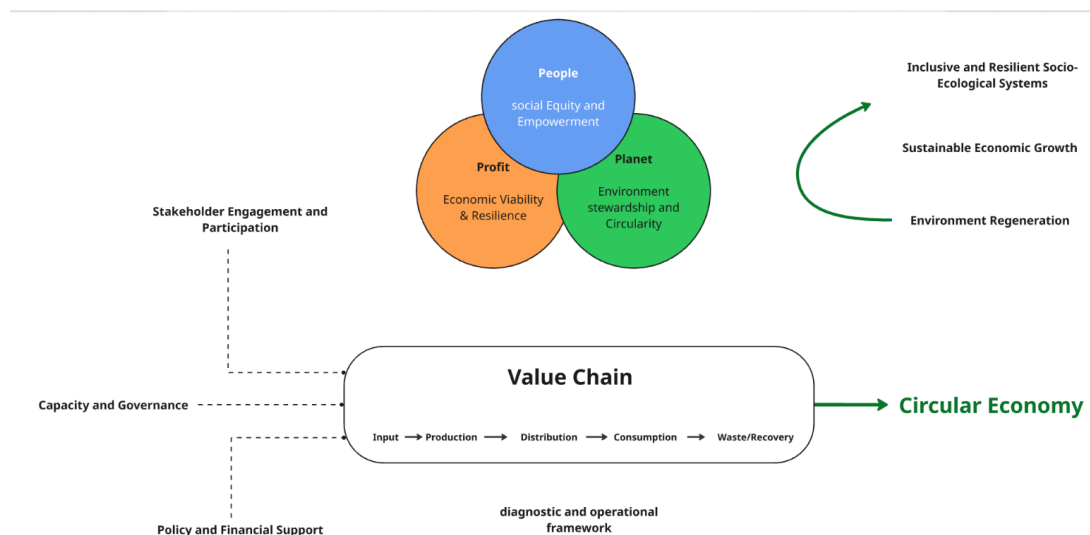 People
social Equity and
Empowerment
Profit
Economic Viability
& Resilience
Planet
Environment
stewardship and
Circularity
Inclusive and Resilient Socio-
Ecological Systems
Sustainable Economic Growth
Environment Regeneration
Stakeholder Engagement and
Participation
Capacity and Governance
Policy and Financial Support
Value Chain
Input Production Distribution Consumption Waste/Recovery
Circular Economy
diagnostic and operational
framework